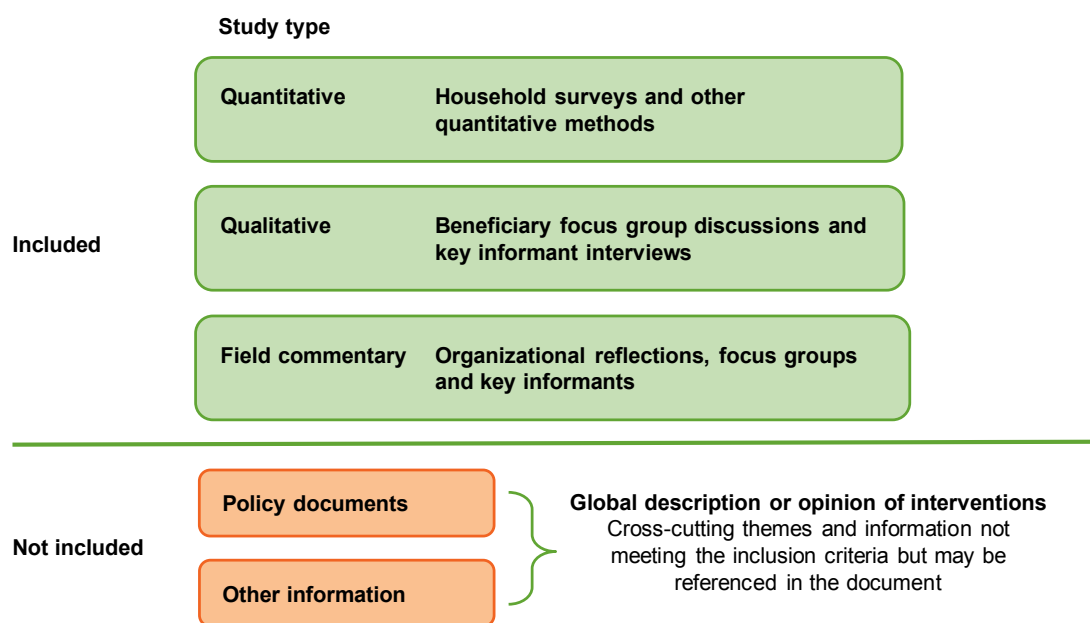 Study type
Quantitative
Household surveys and other
quantitative methods
Included
Qualitative
Beneficiary focus group discussions and
key informant interviews
Field commentary
Organizational reflections, focus groups
and key informants
Not included
Policy documents
Other information
Global description or opinion of interventions
Cross-cutting themes and information not
meeting the inclusion criteria but may be
referenced in the document